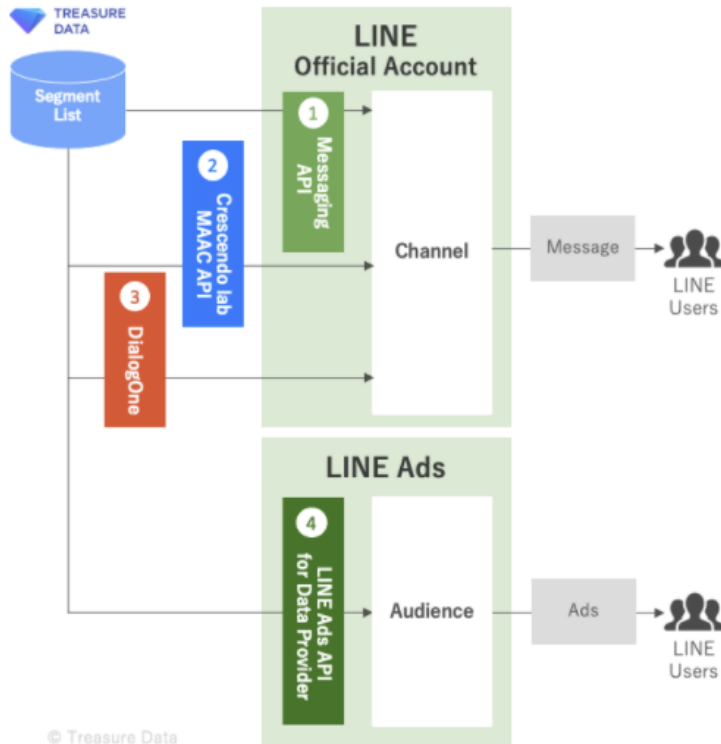 TREASURE
DATA
Segment
List
LINE
Official Account
1
Messaging
API
2
Crescendo lab
MAAC API
3
DialogOne
Channel
Message
LINE
Users
LINE Ads
4
LINE Ads API
for Data Provider
Audience
Ads
LINE
Users
© Treasure Data